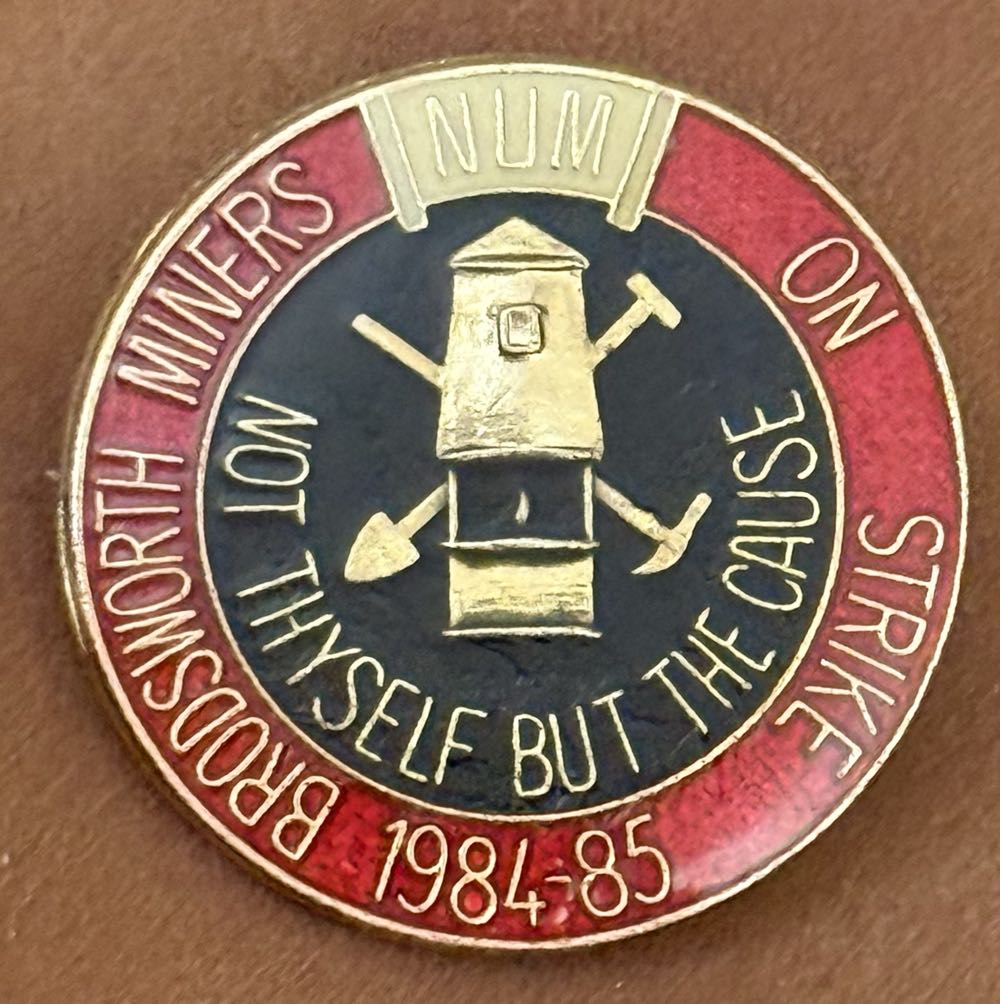 NUM
BRODSWORTH MINERS ON STRIKE
1984-85
NOT THYSELF BUT THE CAUSE